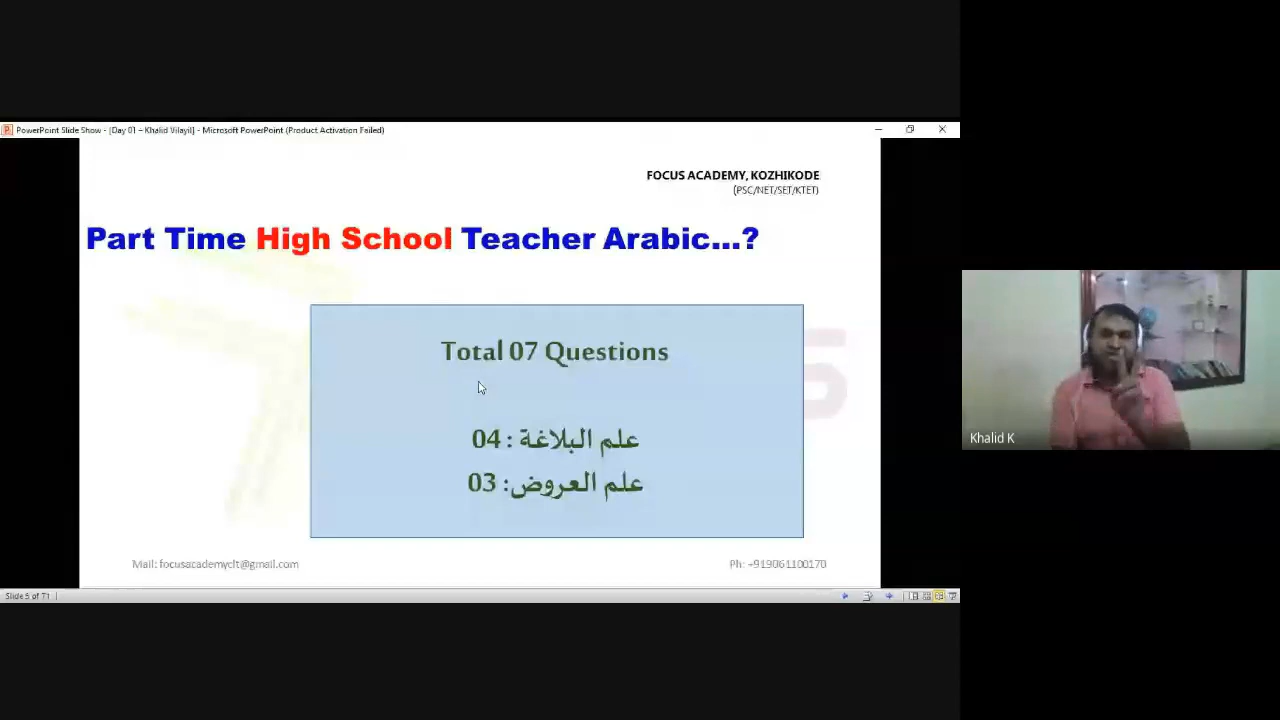 PowerPoint Slide Show - [Day 01 – Khalid Vilayil] - Microsoft PowerPoint (Product Activation Failed)
FOCUS ACADEMY, KOZHIKODE
(PSC/NET/SET/KTET)
Part Time High School Teacher Arabic...?
Total 07 Questions
علم البلاغة : 04
علم العروض: 03
Mail: focusacademyclt@gmail.com
Ph: +919061100170
Slide 5 of 71
Khalid K